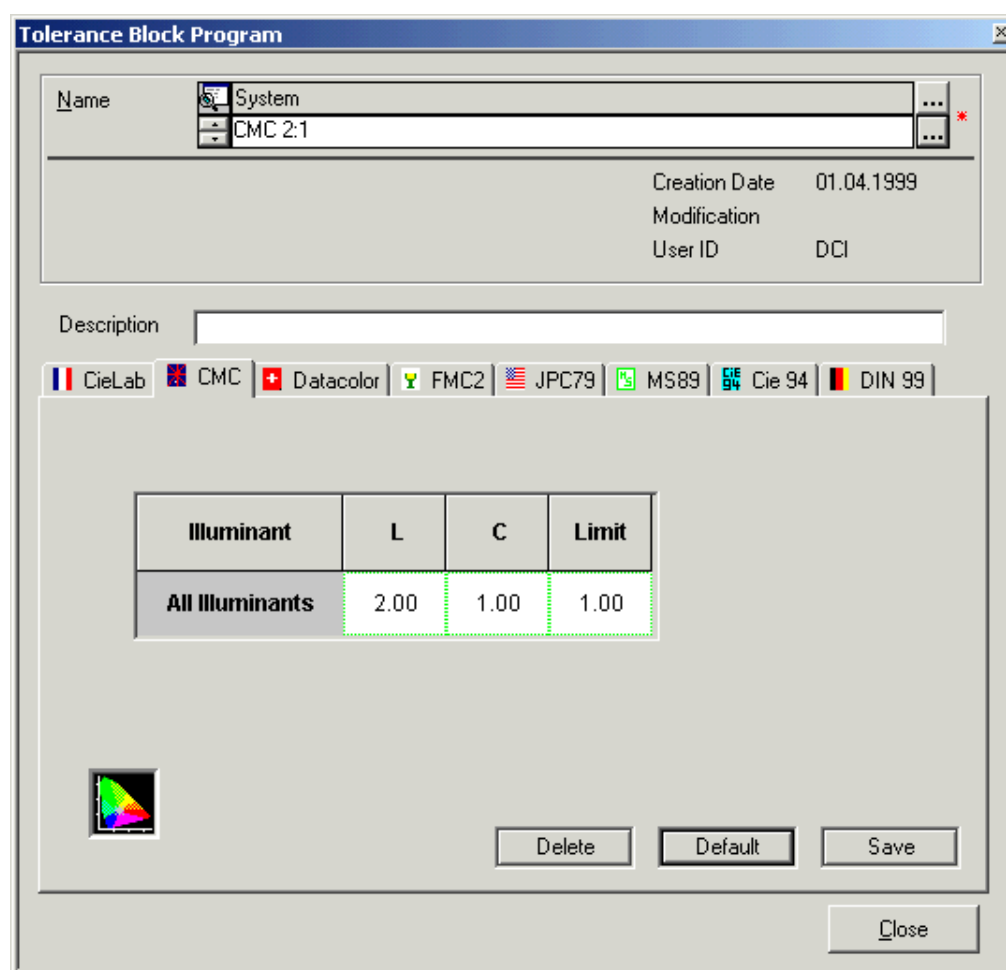 Tolerance Block Program
Name
System
...
CMC 2:1
...
*
Creation Date 01.04.1999
Modification
User ID DCI
Description
CieLab CMC Datacolor FMC2 JPC79 MS89 Cie 94 DIN 99
Illuminant L C Limit
All Illuminants 2.00 1.00 1.00
Delete Default Save
Close